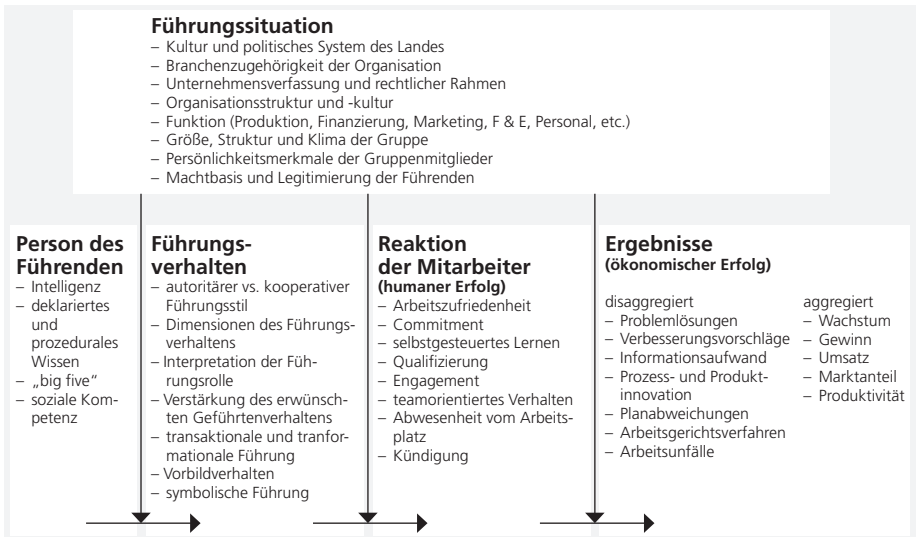 Führungssituation
– Kultur und politisches System des Landes
– Branchenzugehörigkeit der Organisation
– Unternehmensverfassung und rechtlicher Rahmen
– Organisationsstruktur und -kultur
– Funktion (Produktion, Finanzierung, Marketing, F & E, Personal, etc.)
– Größe, Struktur und Klima der Gruppe
– Persönlichkeitsmerkmale der Gruppenmitglieder
– Machtbasis und Legitimierung der Führenden
Person des
Führenden
– Intelligenz
– deklariertes
und
prozedurales
Wissen
– „big five“
– soziale Kom-
petenz
Führungs-
verhalten
– autoritärer vs. kooperativer
Führungsstil
– Dimensionen des Führungs-
verhaltens
– Interpretation der Füh-
rungsrolle
– Verstärkung des erwünsch-
ten Geführtenverhaltens
– transaktionale und tranfor-
mationale Führung
– Vorbildverhalten
– symbolische Führung
Reaktion
der Mitarbeiter
(humaner Erfolg)
– Arbeitszufriedenheit
– Commitment
– selbstgesteuertes Lernen
– Qualifizierung
– Engagement
– teamorientiertes Verhalten
– Abwesenheit vom Arbeits-
platz
– Kündigung
Ergebnisse
(ökonomischer Erfolg)
disaggregiert
– Problemlösungen
– Verbesserungsvorschläge
– Informationsaufwand
– Prozess- und Produkt-
innovation
– Planabweichungen
– Arbeitsgerichtsverfahren
– Arbeitsunfälle
aggregiert
– Wachstum
– Gewinn
– Umsatz
– Marktanteil
– Produktivität